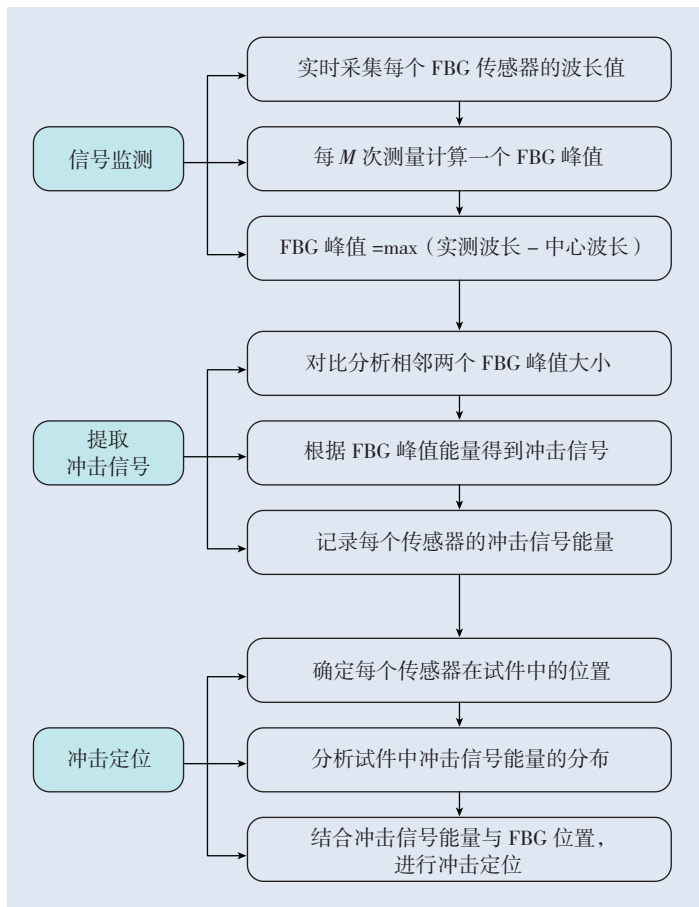 实时采集每个 FBG 传感器的波长值
信号监测
每 M 次测量计算一个 FBG 峰值
FBG 峰值 =max（实测波长 – 中心波长）
对比分析相邻两个 FBG 峰值大小
提取
冲击信号
根据 FBG 峰值能量得到冲击信号
记录每个传感器的冲击信号能量
确定每个传感器在试件中的位置
冲击定位
分析试件中冲击信号能量的分布
结合冲击信号能量与 FBG 位置，
进行冲击定位